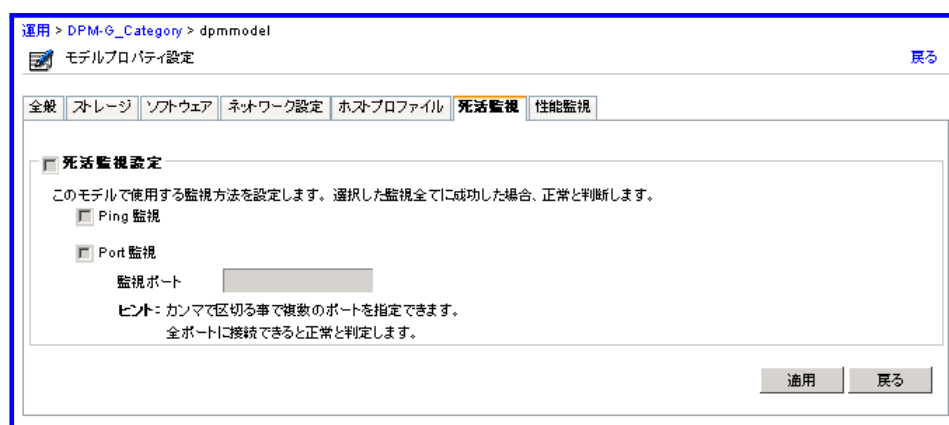 運用 > DPM-G_Category > dpmmodel
モデルプロパティ設定 戻る
全般 ストレージ ソフトウェア ネットワーク設定 ホストプロファイル 死活監視 性能監視
死活監視設定
このモデルで使用する監視方法を設定します。選択した監視全てに成功した場合、正常と判断します。
Ping 監視
Port 監視
監視ポート
ヒント: カンマで区切る事で複数のポートを指定できます。
全ポートに接続できると正常と判定します。
適用 戻る